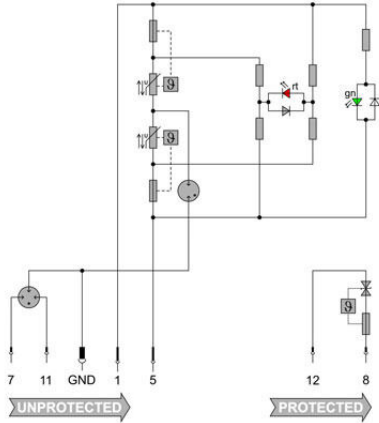 rt
gn
ϑ
ϑ
ϑ
7 11 GND 1 5 12 8
UNPROTECTED PROTECTED